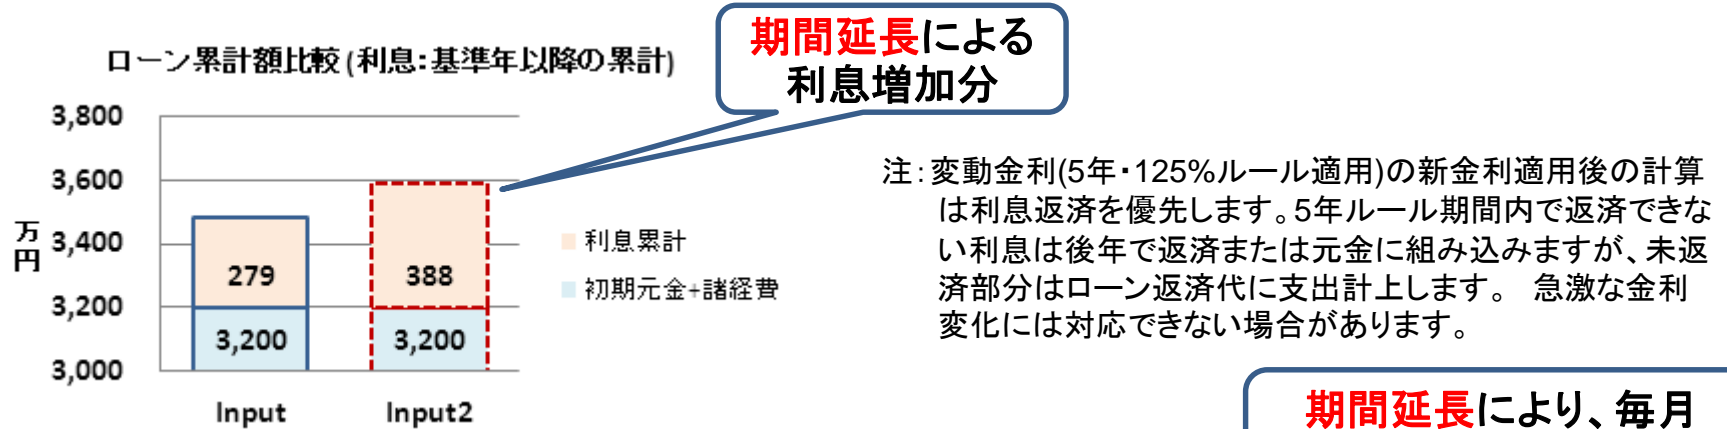 期間延長による
利息増加分
ローン累計額比較(利息:基準年以降の累計)
3,800
3,600
3,400
3,200
3,000
万円
279
388
3,200
3,200
Input
Input2
利息累計
初期元金+諸経費
注:変動金利(5年・125%ルール適用)の新金利適用後の計算
は利息返済を優先します。5年ルール期間内で返済できな
い利息は後年で返済または元金に組み込みますが、未返
済部分はローン返済代に支出計上します。 急激な金利
変化には対応できない場合があります。
期間延長により、毎月